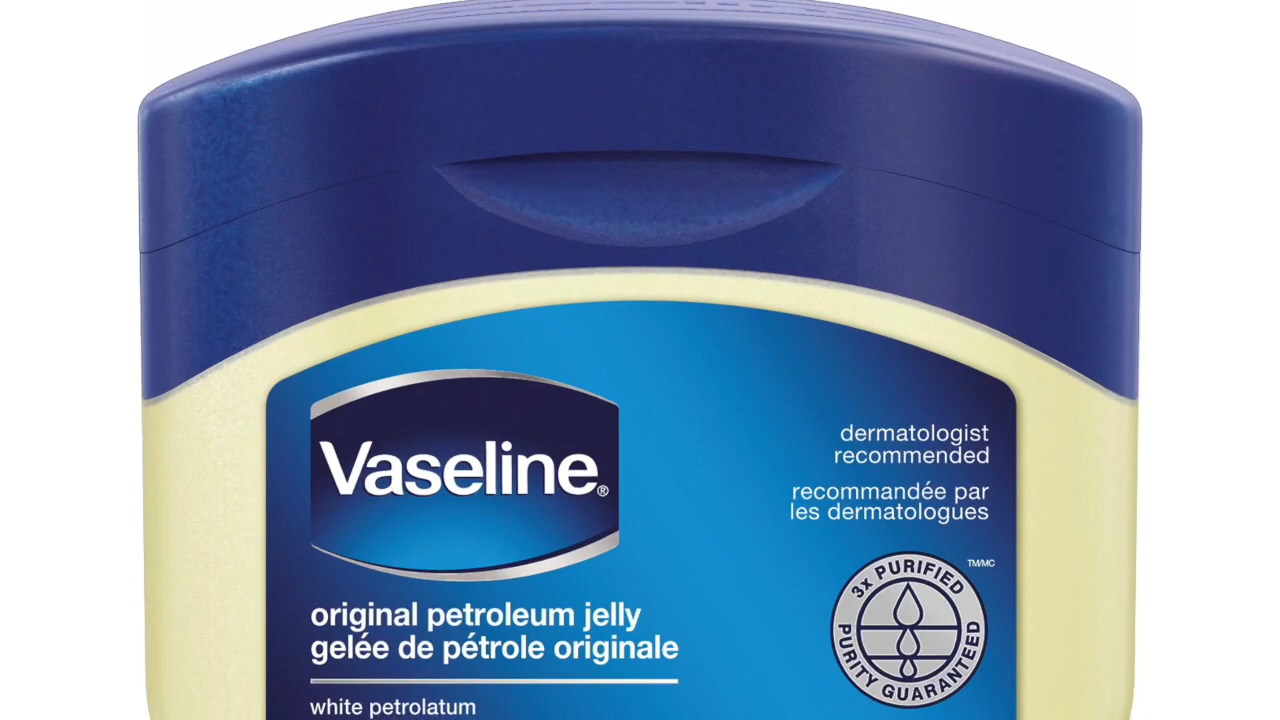 Vaseline®
original petroleum jelly
gelée de pétrole originale
white petrolatum
dermatologist
recommended
recommandée par
les dermatologues
TM/MC
3x PURIFIED
PURITY GUARANTEED